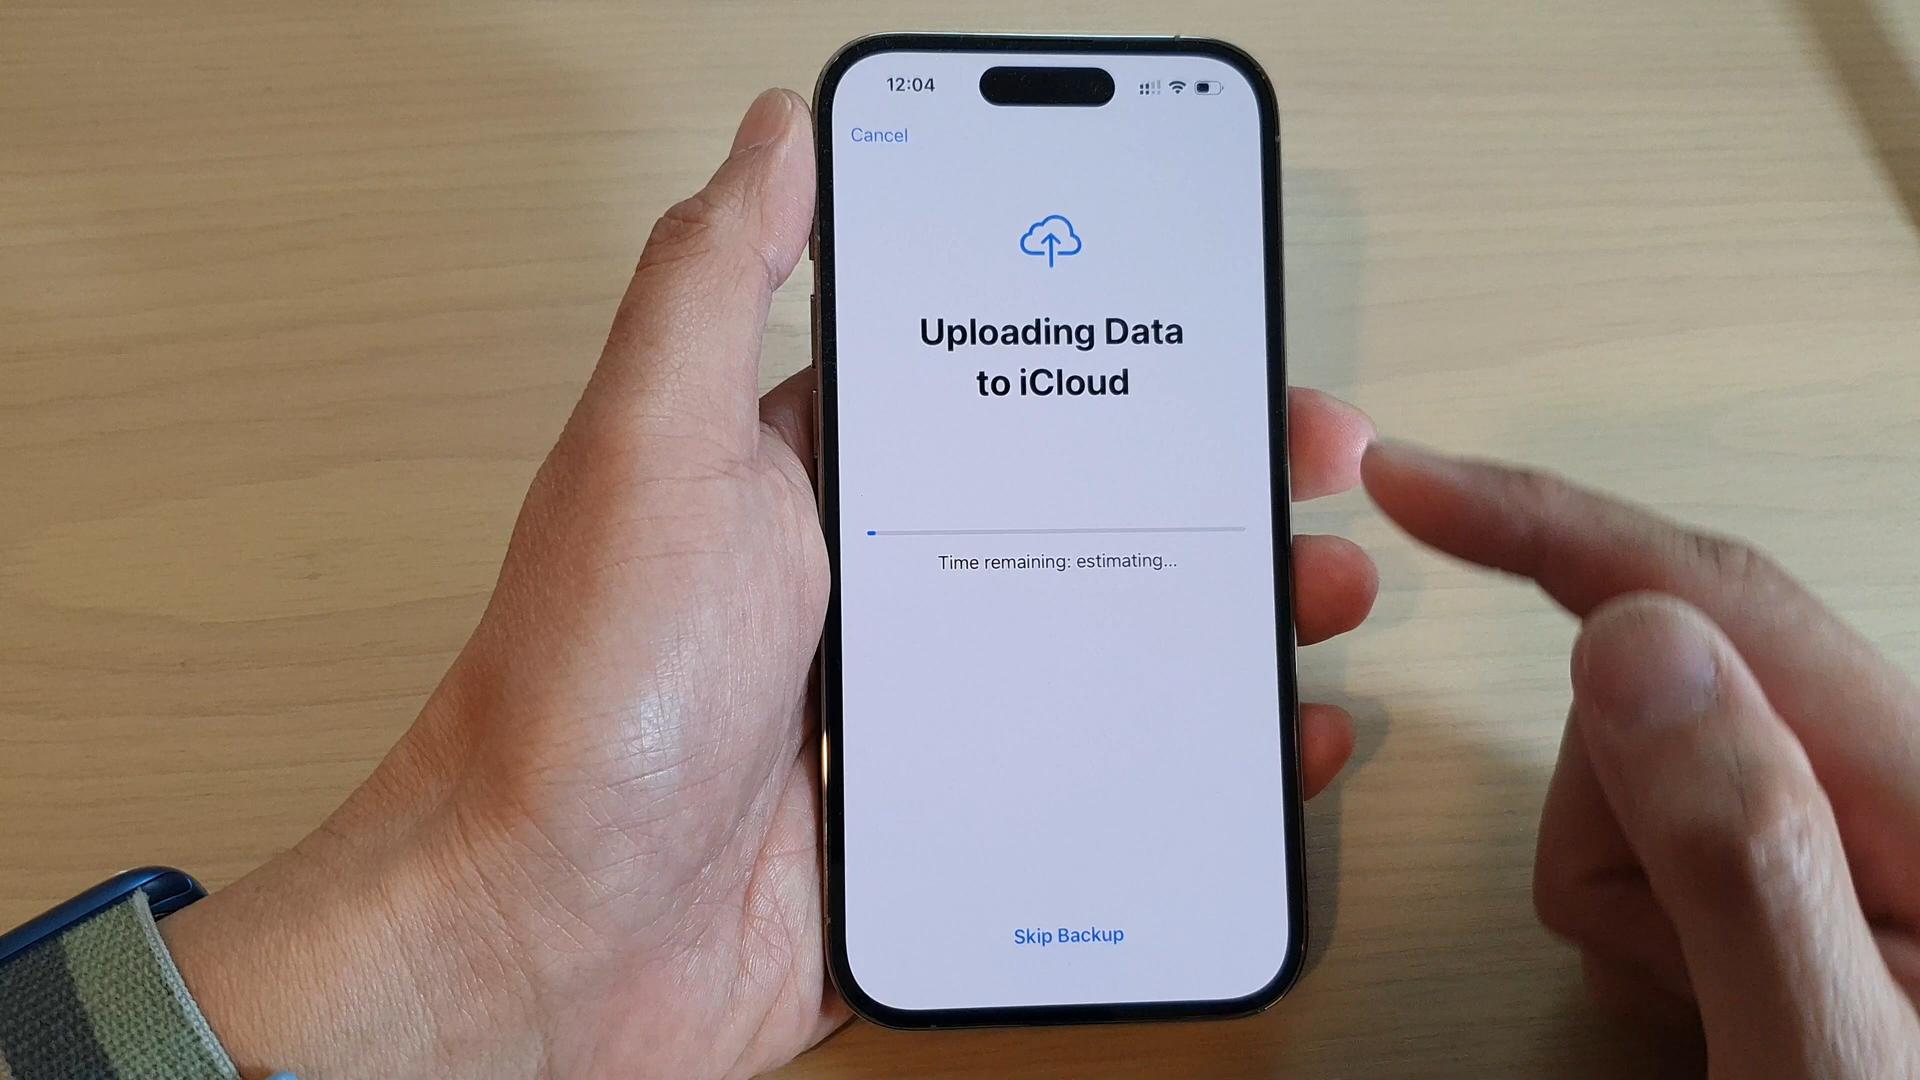 12:04
Cancel
Uploading Data
to iCloud
Time remaining: estimating...
Skip Backup